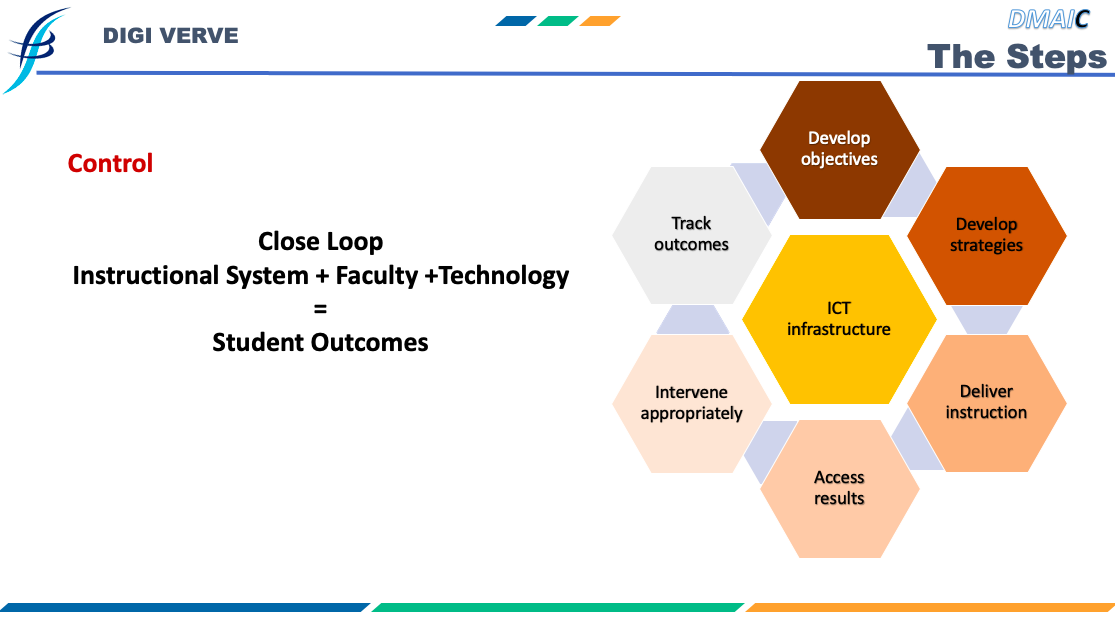 DIGI VERVE
DMAIC
The Steps
Control
Close Loop
Instructional System + Faculty +Technology
=
Student Outcomes
Develop
objectives
Develop
strategies
Deliver
instruction
Access
results
Intervene
appropriately
Track
outcomes
ICT
infrastructure